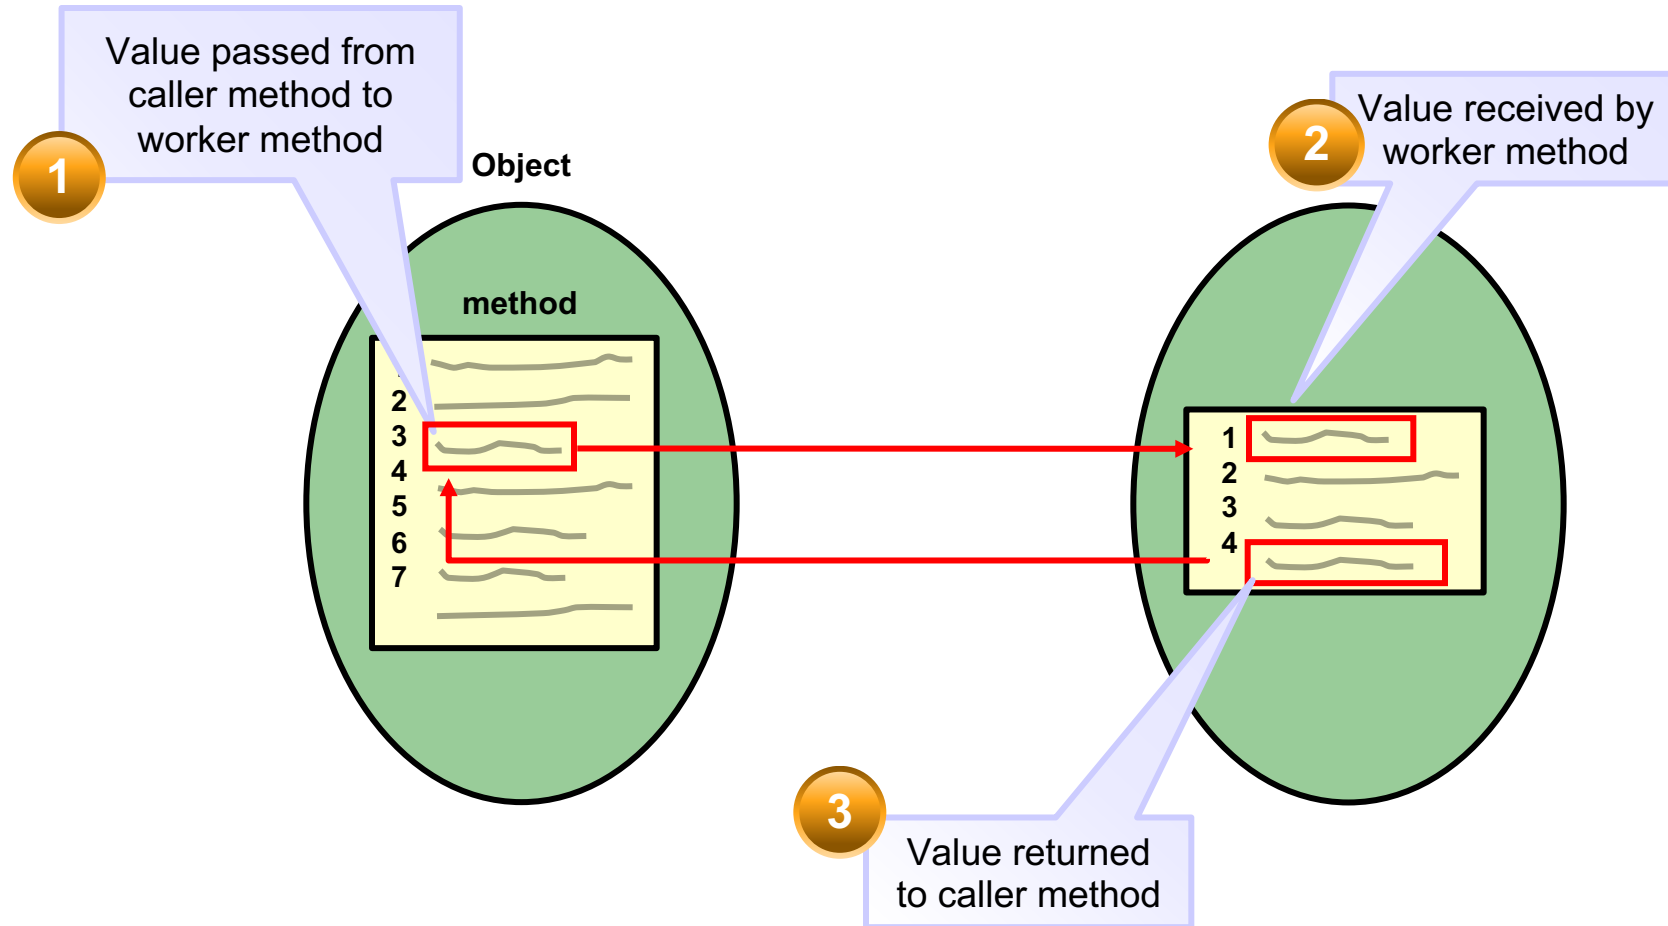 Value passed from
caller method to
worker method
1
Object
2
Value received by
worker method
method
2
3
4
5
6
7
1
2
3
4
3
Value returned
to caller method